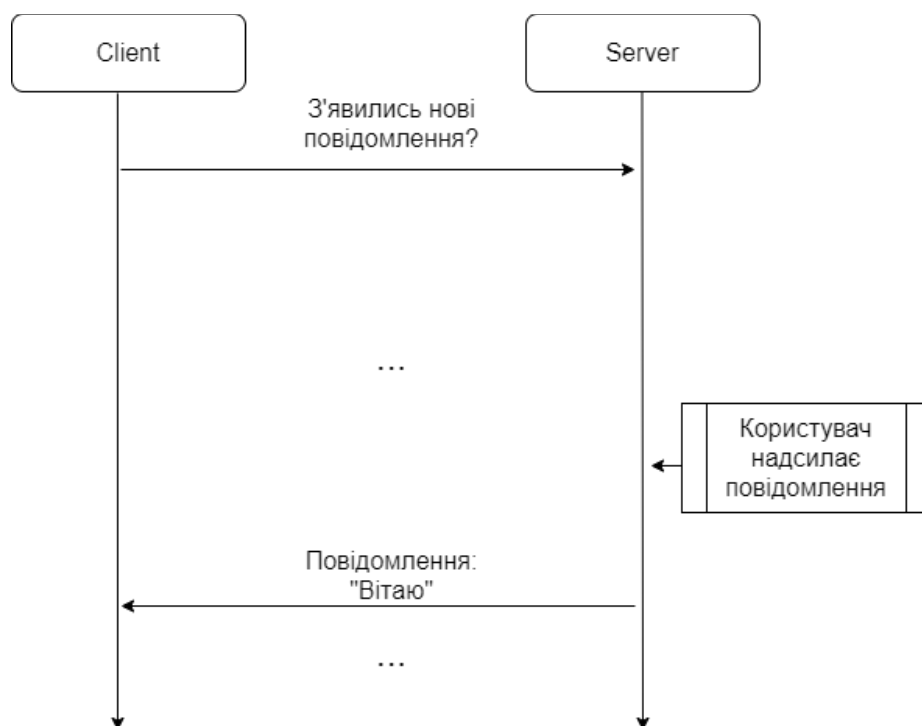 Client
Server
З'явились нові
повідомлення?
...
Користувач
надсилає
повідомлення
Повідомлення:
"Вітаю"
...